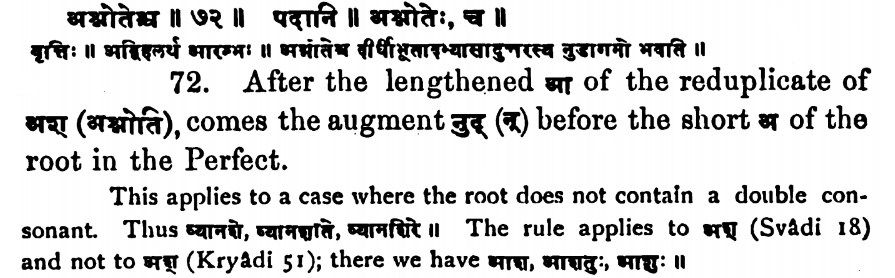 अश्नोतेश्च ॥ ७२ ॥ पदानि ॥ अश्नोतेः, च ॥
वृत्तिः ॥ अद्विहलर्थ आरम्भः ॥ अश्नोतेश्च दीर्घीभूतादभ्यासादुत्तरस्य नुडागमो भवति ॥
72. After the lengthened आ of the reduplicate of
अश् (अश्नोति), comes the augment नुट् (न्) before the short अ of the
root in the Perfect.
This applies to a case where the root does not contain a double con-
sonant. Thus व्यानशे, व्यानशाते, व्यानशिरे ॥ The rule applies to अश् (Svâdi 18)
and not to अश् (Kryâdi 51); there we have आश, आशतुः, आशुः ॥